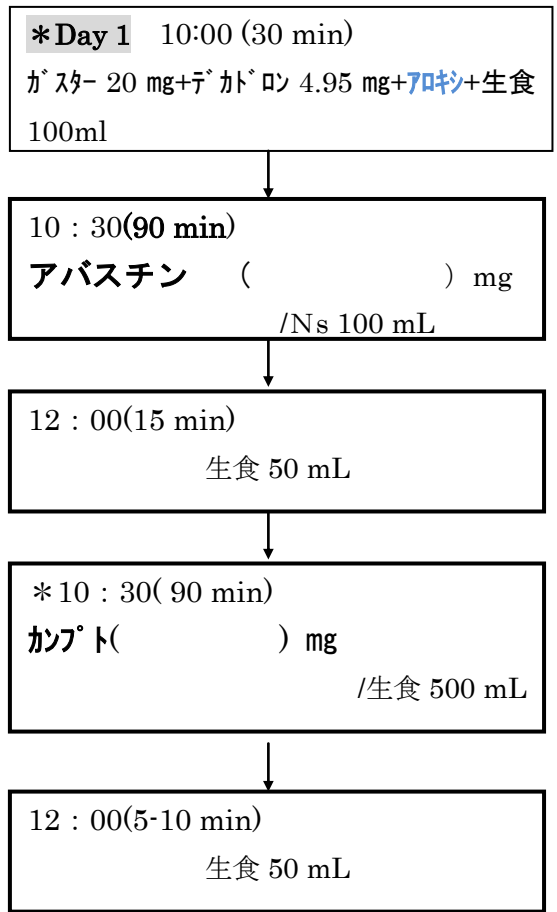 ＊Day 1　10:00 (30 min)
ｶﾞｽﾀｰ 20 mg+ﾃﾞｶﾄﾞﾛﾝ 4.95 mg+ｱﾛｷｼ+生食
100ml
10：30(90 min)
アバスチン　（　　　　　　　　）mg
/Ns 100 mL
12：00(15 min)
生食 50 mL
＊10：30( 90 min)
ｶﾝﾌﾟﾄ(　　　　　　) mg
/生食 500 mL
12：00(5-10 min)
生食 50 mL